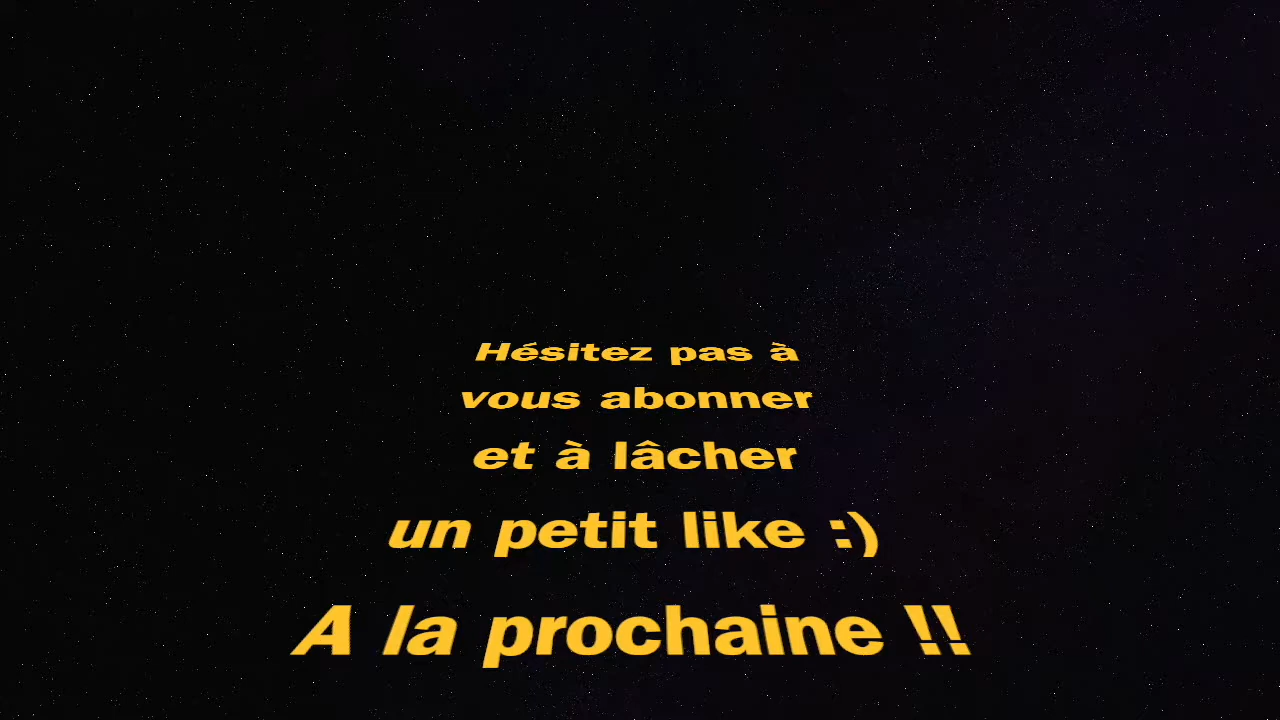 Hésitez pas à
vous abonner
et à lâcher
un petit like :)
A la prochaine !!